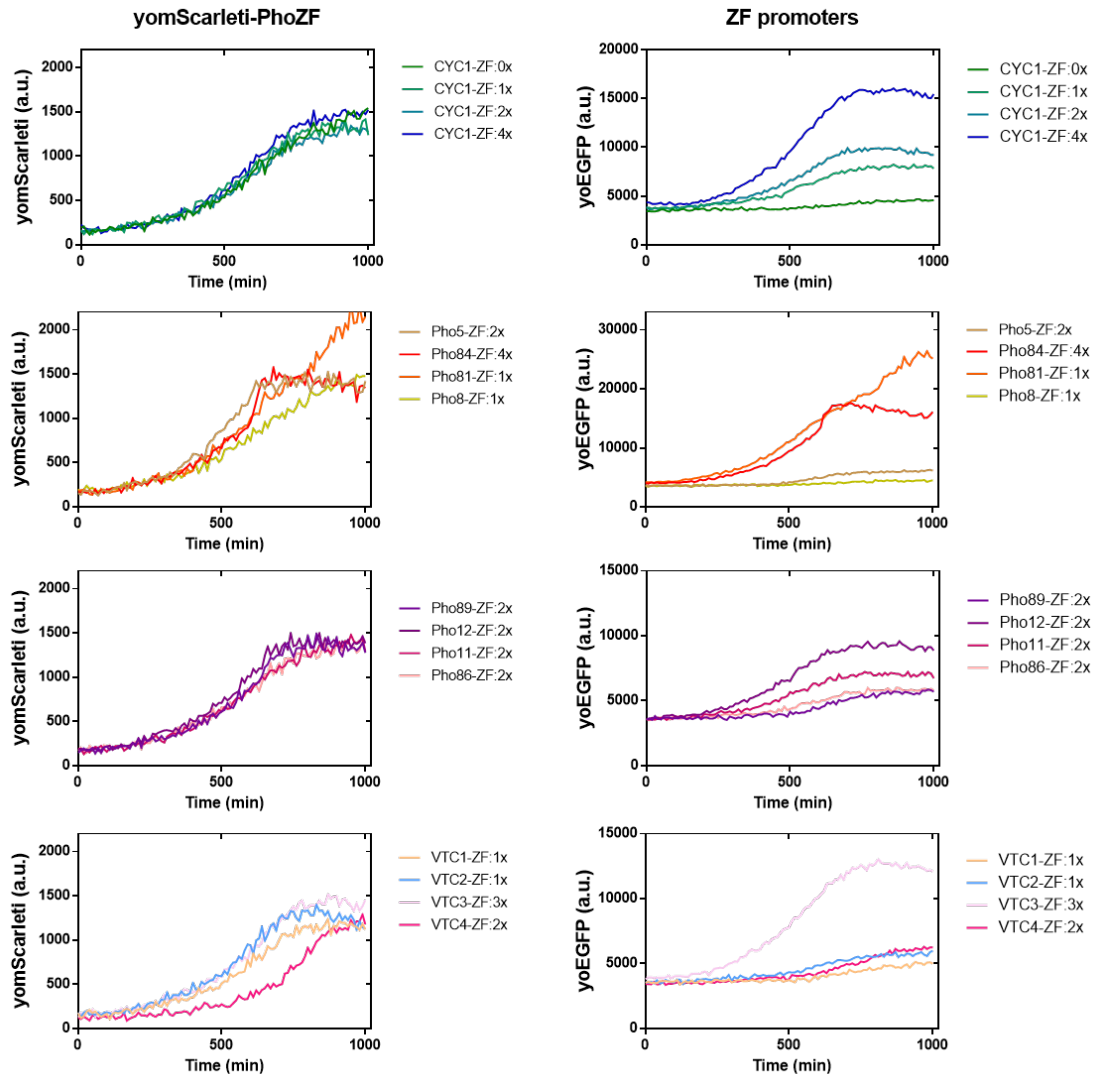 yomScarleti-PhoZF
ZF promoters
yomScarleti (a.u.)
2000
1500
1000
500
0
0
500
1000
Time (min)
CYC1-ZF:0x
CYC1-ZF:1x
CYC1-ZF:2x
CYC1-ZF:4x
yoEGFP (a.u.)
20000
15000
10000
5000
0
0
500
1000
Time (min)
CYC1-ZF:0x
CYC1-ZF:1x
CYC1-ZF:2x
CYC1-ZF:4x
yomScarleti (a.u.)
2000
1500
1000
500
0
0
500
1000
Time (min)
Pho5-ZF:2x
Pho84-ZF:4x
Pho81-ZF:1x
Pho8-ZF:1x
yoEGFP (a.u.)
30000
20000
10000
0
0
500
1000
Time (min)
Pho5-ZF:2x
Pho84-ZF:4x
Pho81-ZF:1x
Pho8-ZF:1x
yomScarleti (a.u.)
2000
1500
1000
500
0
0
500
1000
Time (min)
Pho89-ZF:2x
Pho12-ZF:2x
Pho11-ZF:2x
Pho86-ZF:2x
yoEGFP (a.u.)
15000
10000
5000
0
0
500
1000
Time (min)
Pho89-ZF:2x
Pho12-ZF:2x
Pho11-ZF:2x
Pho86-ZF:2x
yomScarleti (a.u.)
2000
1500
1000
500
0
0
500
1000
Time (min)
VTC1-ZF:1x
VTC2-ZF:1x
VTC3-ZF:3x
VTC4-ZF:2x
yoEGFP (a.u.)
15000
10000
5000
0
0
500
1000
Time (min)
VTC1-ZF:1x
VTC2-ZF:1x
VTC3-ZF:3x
VTC4-ZF:2x